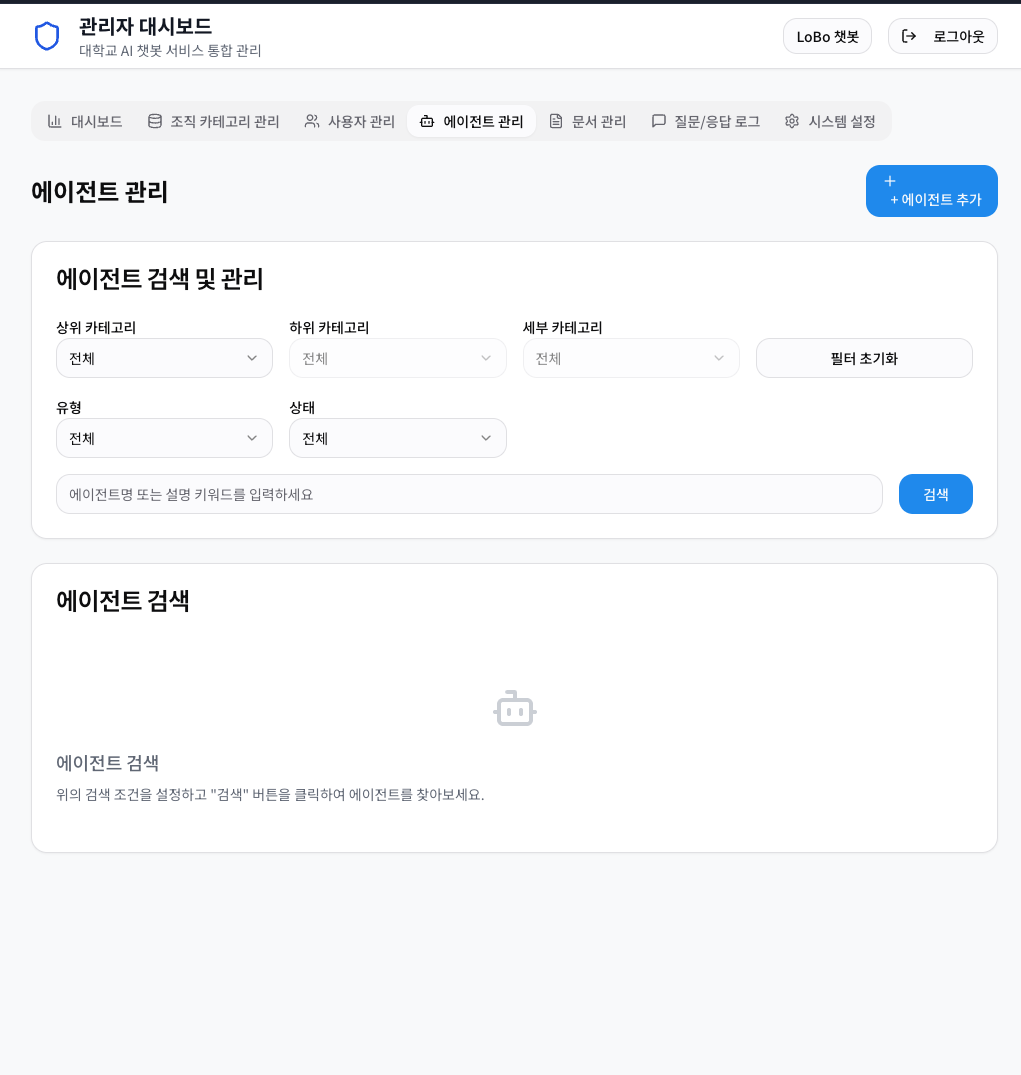 관리자 대시보드
대학교 AI 챗봇 서비스 통합 관리
LoBo 챗봇
로그아웃
대시보드
조직 카테고리 관리
사용자 관리
에이전트 관리
문서 관리
질문/응답 로그
시스템 설정
에이전트 관리
+ 에이전트 추가
에이전트 검색 및 관리
상위 카테고리
하위 카테고리
세부 카테고리
전체
전체
전체
필터 초기화
유형
상태
전체
전체
에이전트명 또는 설명 키워드를 입력하세요
검색
에이전트 검색
에이전트 검색
위의 검색 조건을 설정하고 "검색" 버튼을 클릭하여 에이전트를 찾아보세요.